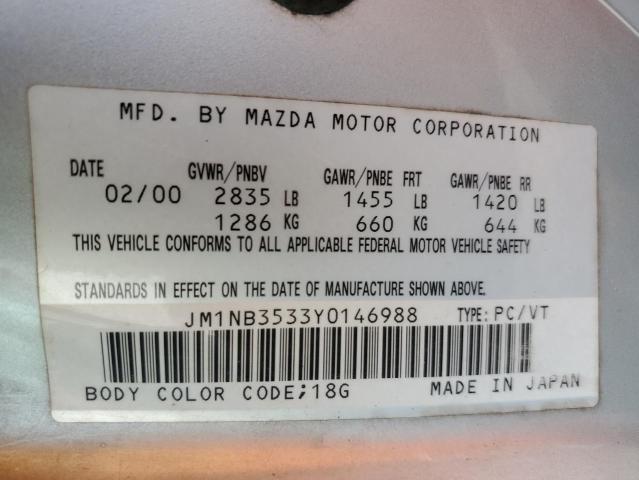 MFD. BY MAZDA MOTOR CORPORATION
DATE GVWR/PNBV GAWR/PNBE FRT GAWR/PNBE RR
02/00 2835 LB 1455 LB 1420 LB
1286 KG 660 KG 644 KG
THIS VEHICLE CONFORMS TO ALL APPLICABLE FEDERAL MOTOR VEHICLE SAFETY
STANDARDS IN EFFECT ON THE DATE OF MANUFACTURE SHOWN ABOVE.
JM1NB3533Y0146988 TYPE: PC/VT
BODY COLOR CODE;18G MADE IN JAPAN